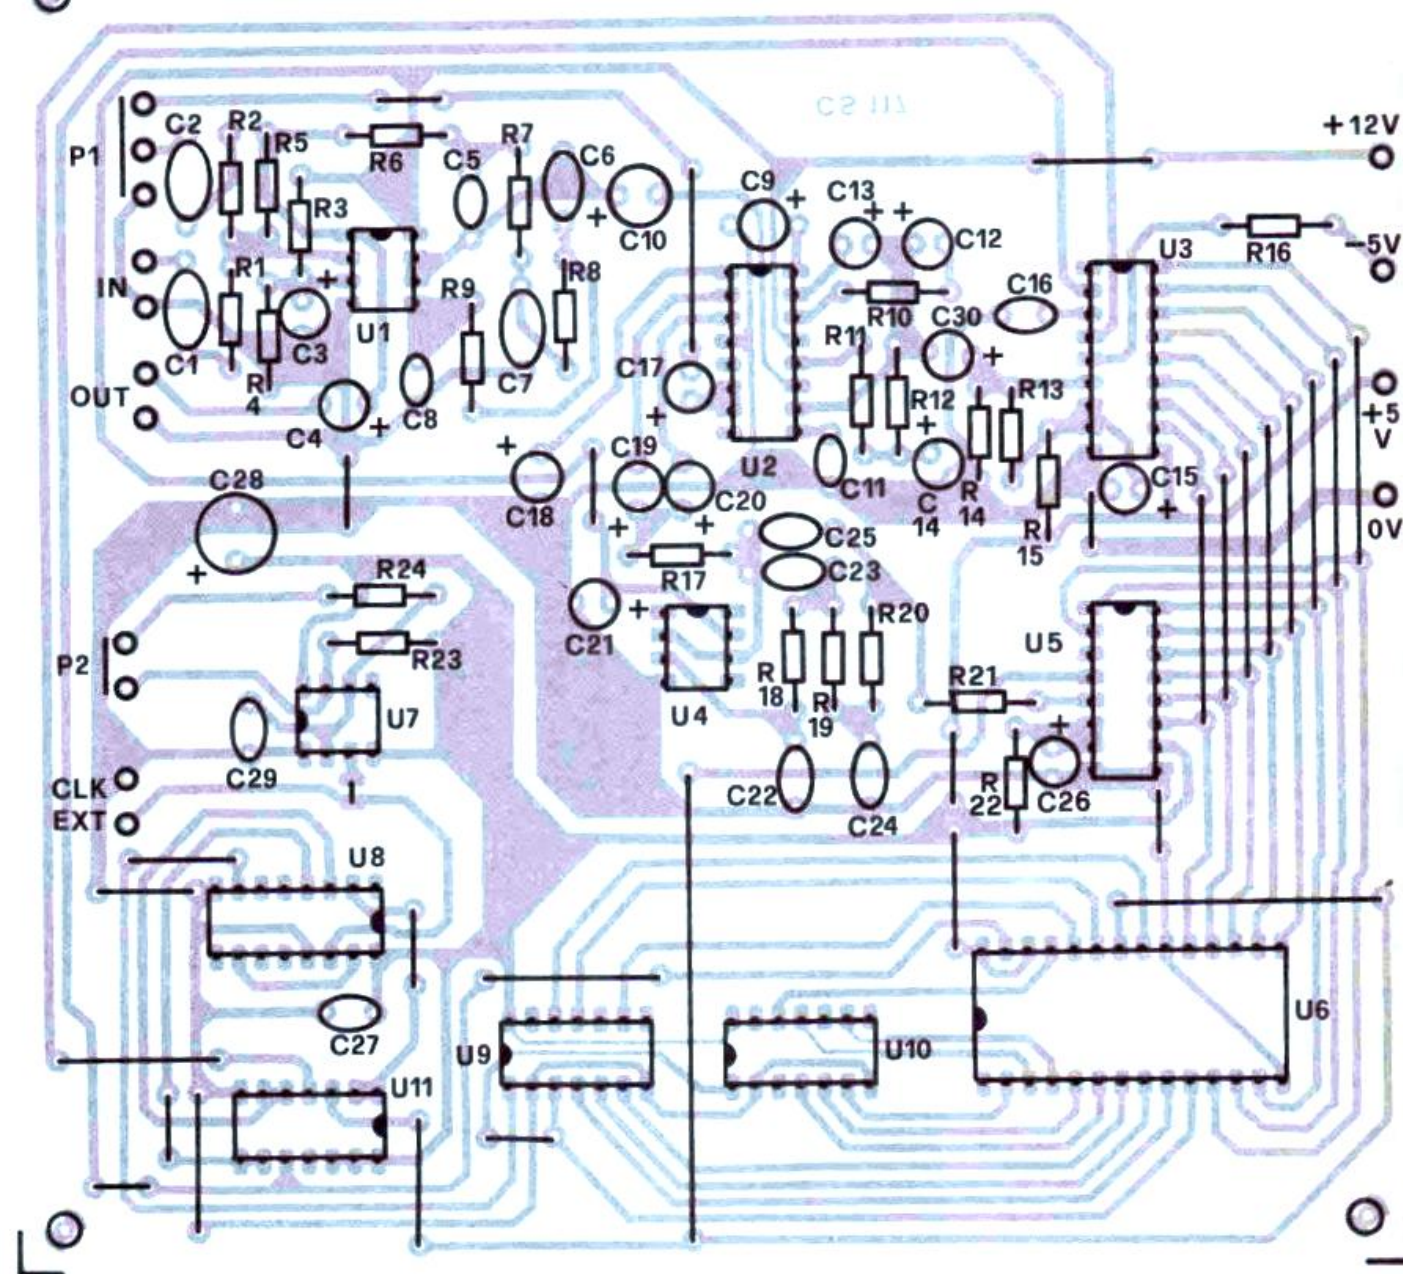 CS 117
+12V
C2
R2
R5
R7
P1
R6
C5
C6
C9
C13
C12
R3
C10
U3
R16
-5V
IN
R1
R9
R8
C16
U1
R10
C30
C1
C3
R11
R
4
C7
C17
R12
R13
OUT
C8
+5
V
C4
C19
U2
C28
C18
C20
C11
C
14
R
14
C15
0V
R
15
C25
R24
R17
C23
R20
C21
U5
P2
R23
R21
R
18
R
19
U7
U4
C29
CLK
EXT
C22
R
22
C26
C24
U8
U6
C27
U9
U10
U11